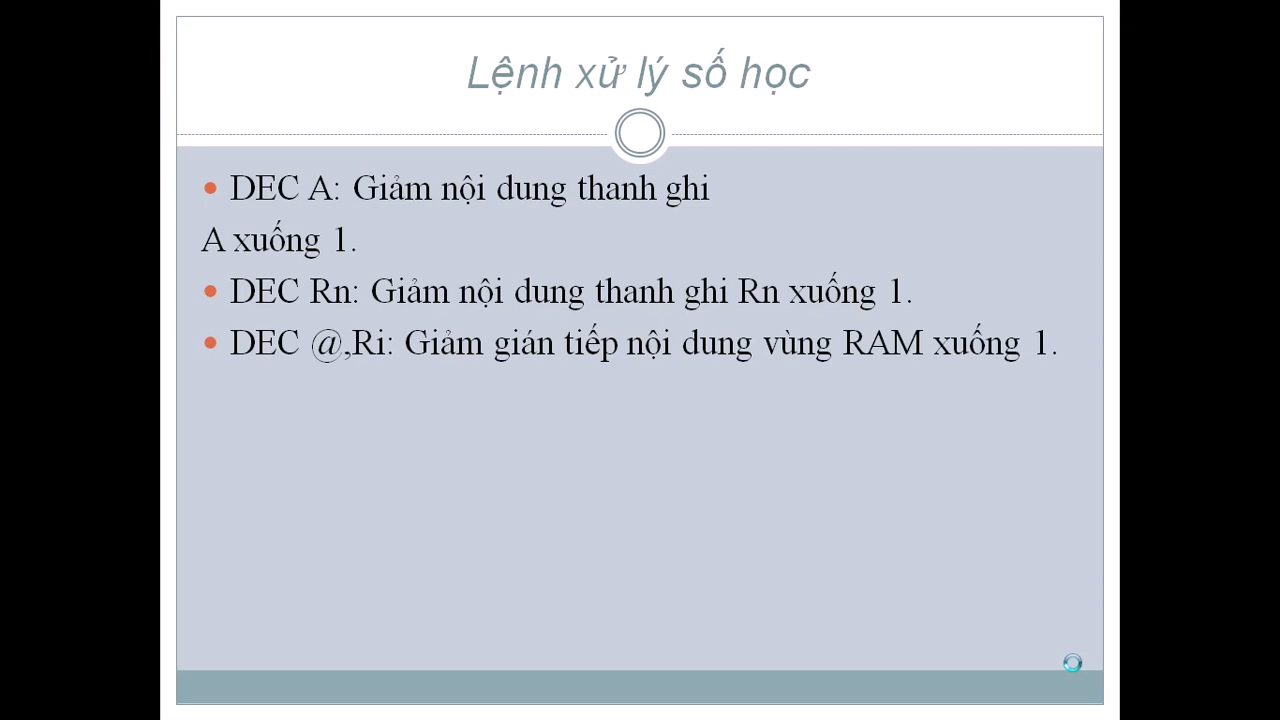 Lệnh xử lý số học
• DEC A: Giảm nội dung thanh ghi
A xuống 1.
• DEC Rn: Giảm nội dung thanh ghi Rn xuống 1.
• DEC @,Ri: Giảm gián tiếp nội dung vùng RAM xuống 1.